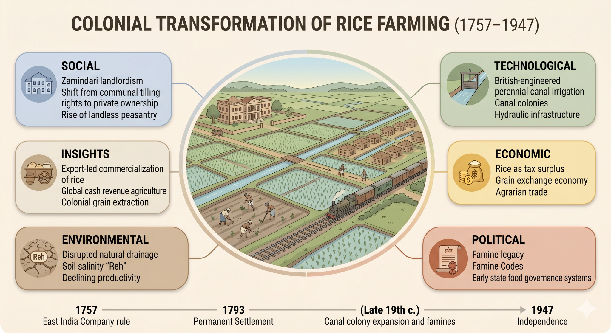 COLONIAL TRANSFORMATION OF RICE FARMING (1757–1947)
SOCIAL
Zamindari landlordism
Shift from communal tilling
rights to private ownership
Rise of landless peasantry
TECHNOLOGICAL
British-engineered
perennial canal irrigation
Canal colonies
Hydraulic infrastructure
INSIGHTS
Export-led commercialization
of rice
Global cash revenue agriculture
Colonial grain extraction
ECONOMIC
Rice as tax surplus
Grain exchange economy
Agrarian trade
ENVIRONMENTAL
Reh
Disrupted natural drainage
Soil salinity "Reh"
Declining productivity
POLITICAL
Famine legacy
Famine Codes
Early state food governance systems
1757
East India Company rule
1793
Permanent Settlement
(Late 19th c.)
Canal colony expansion and famines
1947
Independence